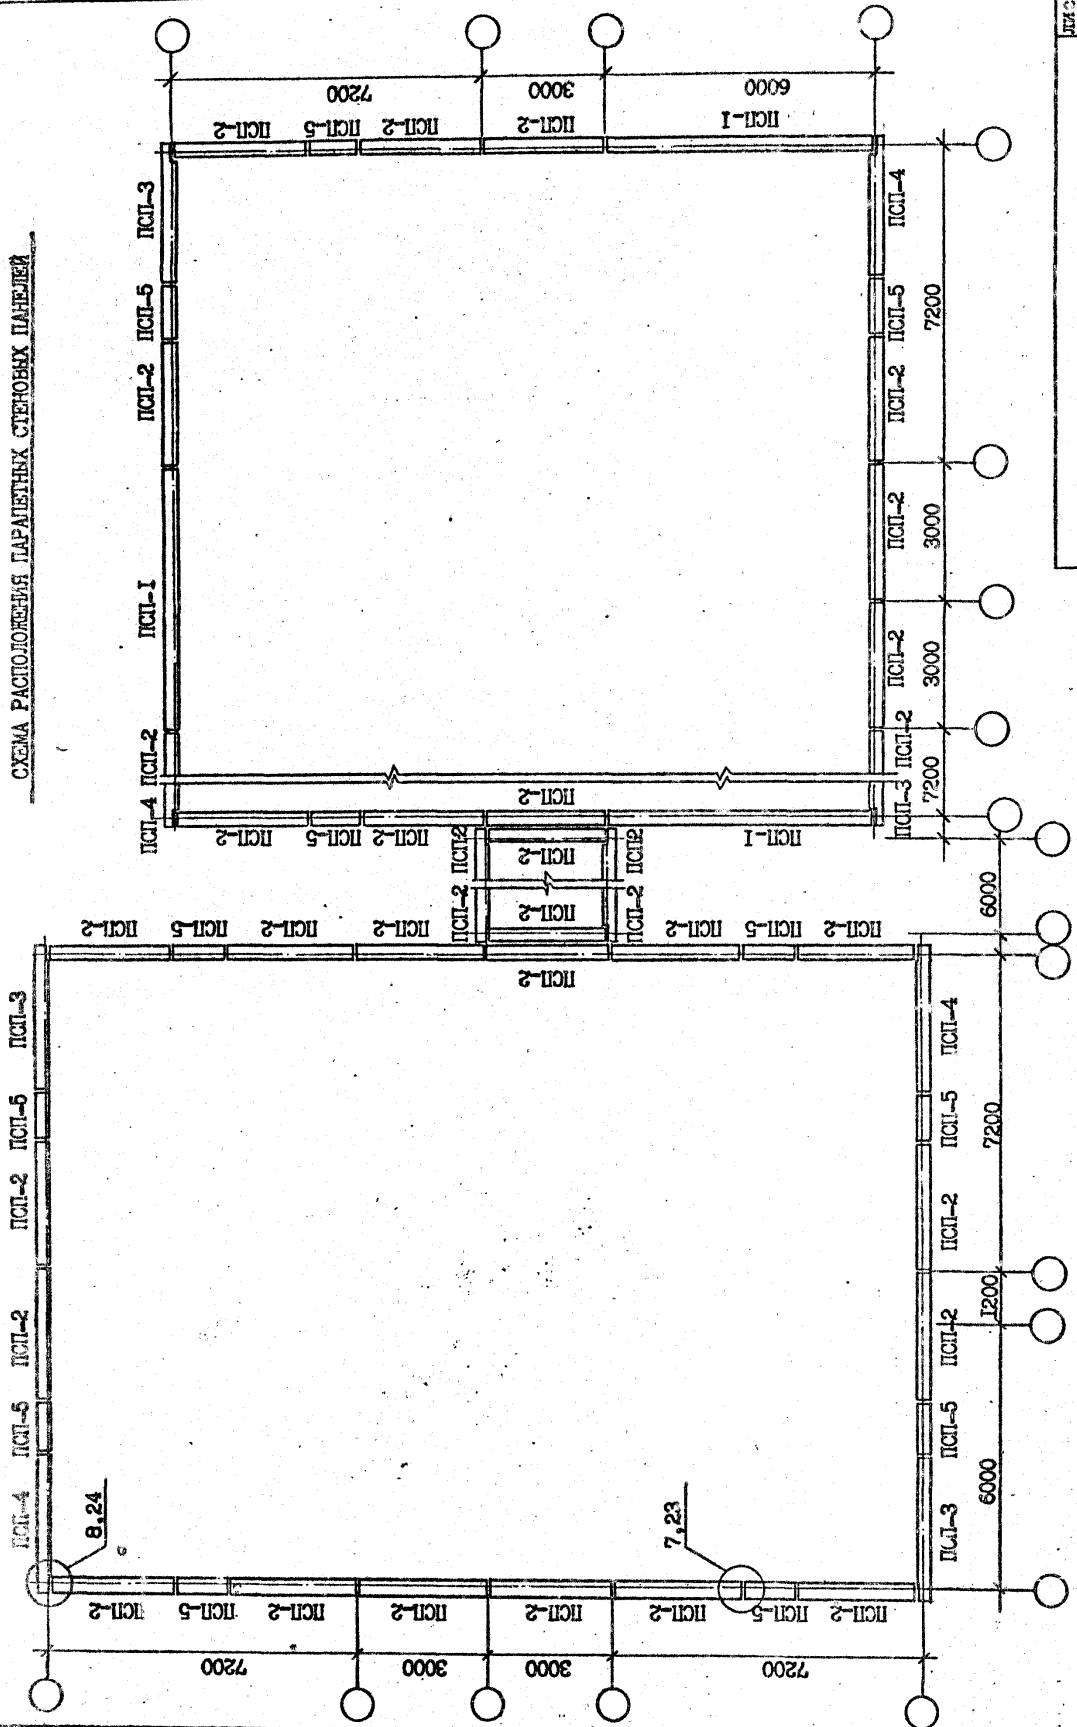 СХЕМА РАСПОЛОЖЕНИЯ ПАРАПЕТНЫХ СТЕНОВЫХ ПАНЕЛЕЙ
ПСП-4 ПСП-5 ПСП-2 ПСП-2 ПСП-5 ПСП-3
ПСП-4 ПСП-2 ПСП-I ПСП-2 ПСП-5 ПСП-3
8,24
7,23
7200
3000
3000
7200
ПСП-2
ПСП-5
ПСП-2
ПСП-2
ПСП-2
ПСП-2
ПСП-5
ПСП-2
ПСП-2
ПСП-5
ПСП-2
ПСП-2
ПСП-2
ПСП-2
ПСП-5
ПСП-2
ПСП-2 ПСП-2
ПСП-2
ПСП-2
ПСП-2 ПСП-2
ПСП-2
ПСП-5
ПСП-2
ПСП-2
ПСП-I
ПСП-2
ПСП-5
ПСП-2
ПСП-2
ПСП-I
7200
3000
6000
ПСП-3 ПСП-5 ПСП-2 ПСП-2 ПСП-5 ПСП-4
6000 I200 7200 6000
ПСП-3 ПСП-2 ПСП-2 ПСП-2 ПСП-2 ПСП-5 ПСП-4
7200 3000 3000 7200